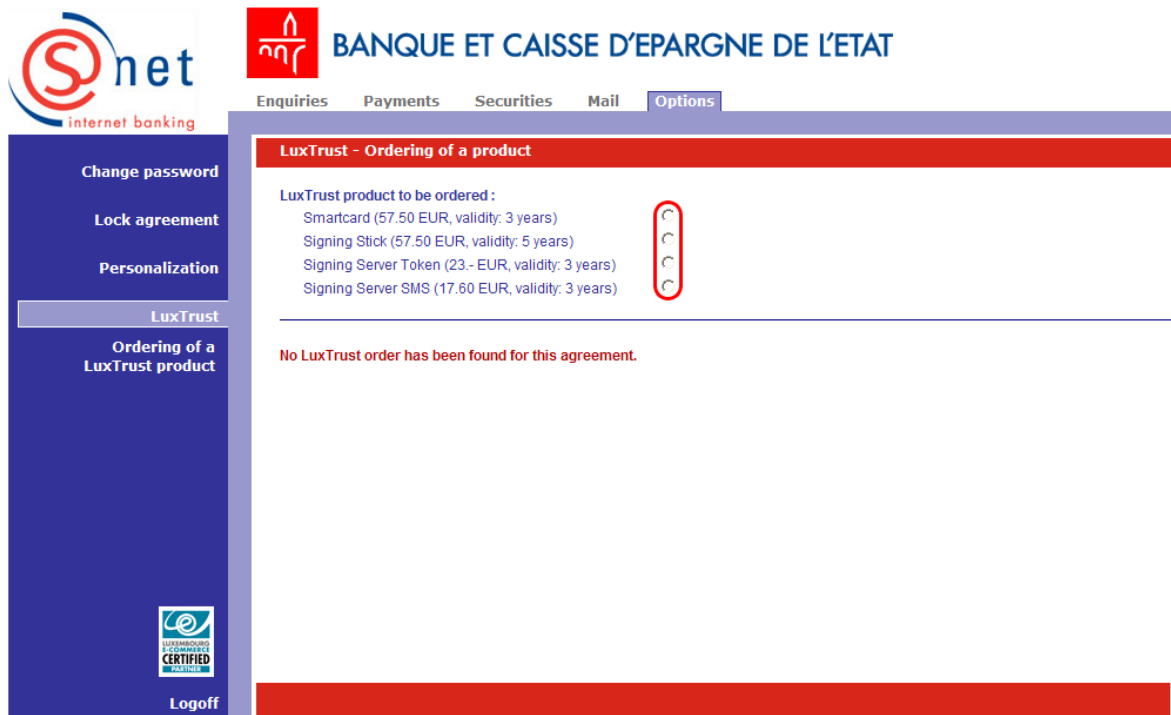 S net
internet banking
BANQUE ET CAISSE D'EPARGNE DE L'ETAT
Enquiries Payments Securities Mail Options
Change password
Lock agreement
Personalization
LuxTrust
Ordering of a
LuxTrust product
LUXEMBOURG
E-COMMERCE
CERTIFIED
PARTNER
Logoff
LuxTrust - Ordering of a product
LuxTrust product to be ordered :
Smartcard (57.50 EUR, validity: 3 years)
Signing Stick (57.50 EUR, validity: 5 years)
Signing Server Token (23.- EUR, validity: 3 years)
Signing Server SMS (17.60 EUR, validity: 3 years)
No LuxTrust order has been found for this agreement.